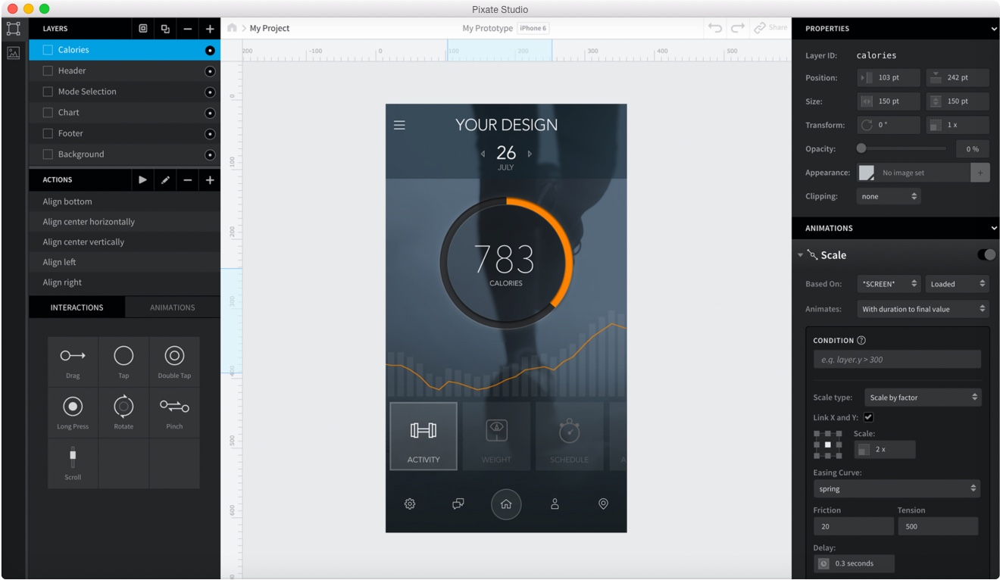 Pixate Studio
LAYERS
Calories
Header
Mode Selection
Chart
Footer
Background
ACTIONS
Align bottom
Align center horizontally
Align center vertically
Align left
Align right
INTERACTIONS ANIMATIONS
Drag Tap Double Tap
Long Press Rotate Pinch
Scroll
My Project
My Prototype iPhone 6
Share
200 -100 0 100 200 300 400 500
0
100
200
300
400
500
600
YOUR DESIGN
26
JULY
783
CALORIES
ACTIVITY WEIGHT SCHEDULE A
PROPERTIES
Layer ID: calories
Position: 103 pt 242 pt
Size: 150 pt 150 pt
Transform: 0 ° 1 x
Opacity: 0 %
Appearance: No image set
Clipping: none
ANIMATIONS
Scale
Based On: *SCREEN* Loaded
Animates: With duration to final value
CONDITION ?
e.g. layer.y > 300
Scale type: Scale by factor
Link X and Y:
Scale:
2 x
Easing Curve:
spring
Friction Tension
20 500
Delay:
0.3 seconds